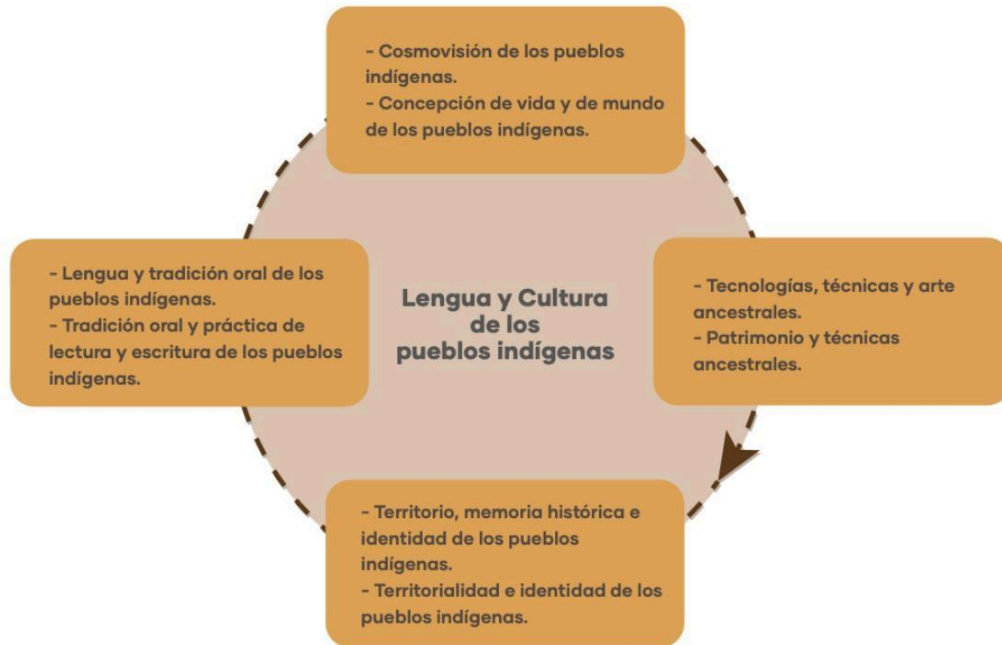 - Cosmovisión de los pueblos
indígenas.
- Concepción de vida y de mundo
de los pueblos indígenas.
- Lengua y tradición oral de los
pueblos indígenas.
- Tradición oral y práctica de
lectura y escritura de los pueblos
indígenas.
Lengua y Cultura
de los
pueblos indígenas
- Tecnologías, técnicas y arte
ancestrales.
- Patrimonio y técnicas
ancestrales.
- Territorio, memoria histórica e
identidad de los pueblos
indígenas.
- Territorialidad e identidad de los
pueblos indígenas.